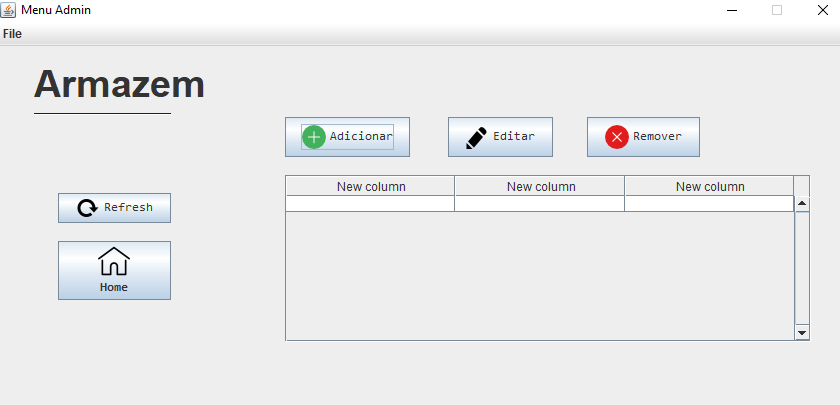 Menu Admin
File
Armazem
Adicionar
Editar
Remover
New column
New column
New column
Refresh
Home